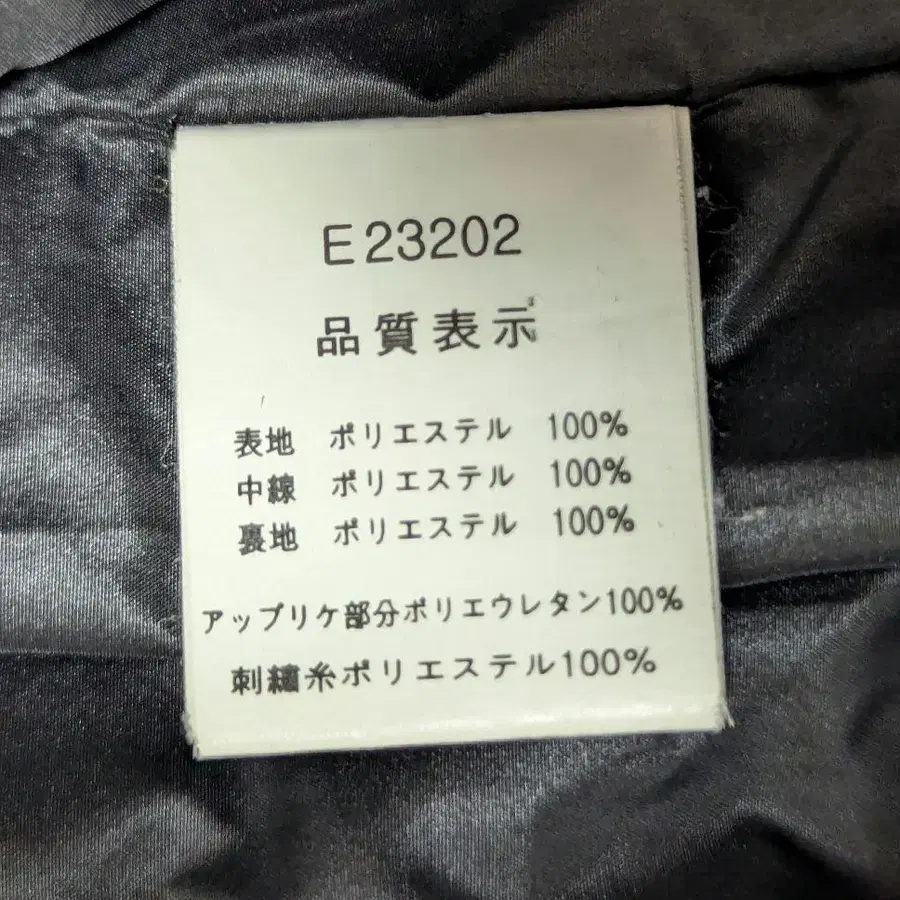 E23202
品質表示
表地 ポリエステル 100%
中線 ポリエステル 100%
裏地 ポリエステル 100%
アップリケ部分ポリエウレタン100%
刺繍糸ポリエステル100%